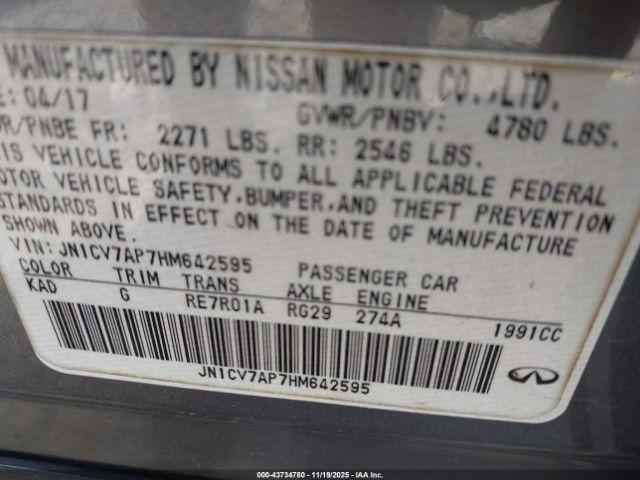 MANUFACTURED BY NISSAN MOTOR CO.,LTD.
: 04/17 GVWR/PNBV: 4780 LBS.
/PNBE FR: 2271 LBS. RR: 2546 LBS.
VEHICLE CONFORMS TO ALL APPLICABLE FEDERAL
VEHICLE SAFETY,BUMPER,AND THEFT PREVENTION
STANDARDS IN EFFECT ON THE DATE OF MANUFACTURE
SHOWN ABOVE.
VIN: JN1CV7AP7HM642595 PASSENGER CAR
COLOR TRIM TRANS AXLE ENGINE
KAD G RE7R01A RG29 274A 1991CC
JN1CV7AP7HM642595
000-43734780 - 11/19/2025 - IAA Inc.